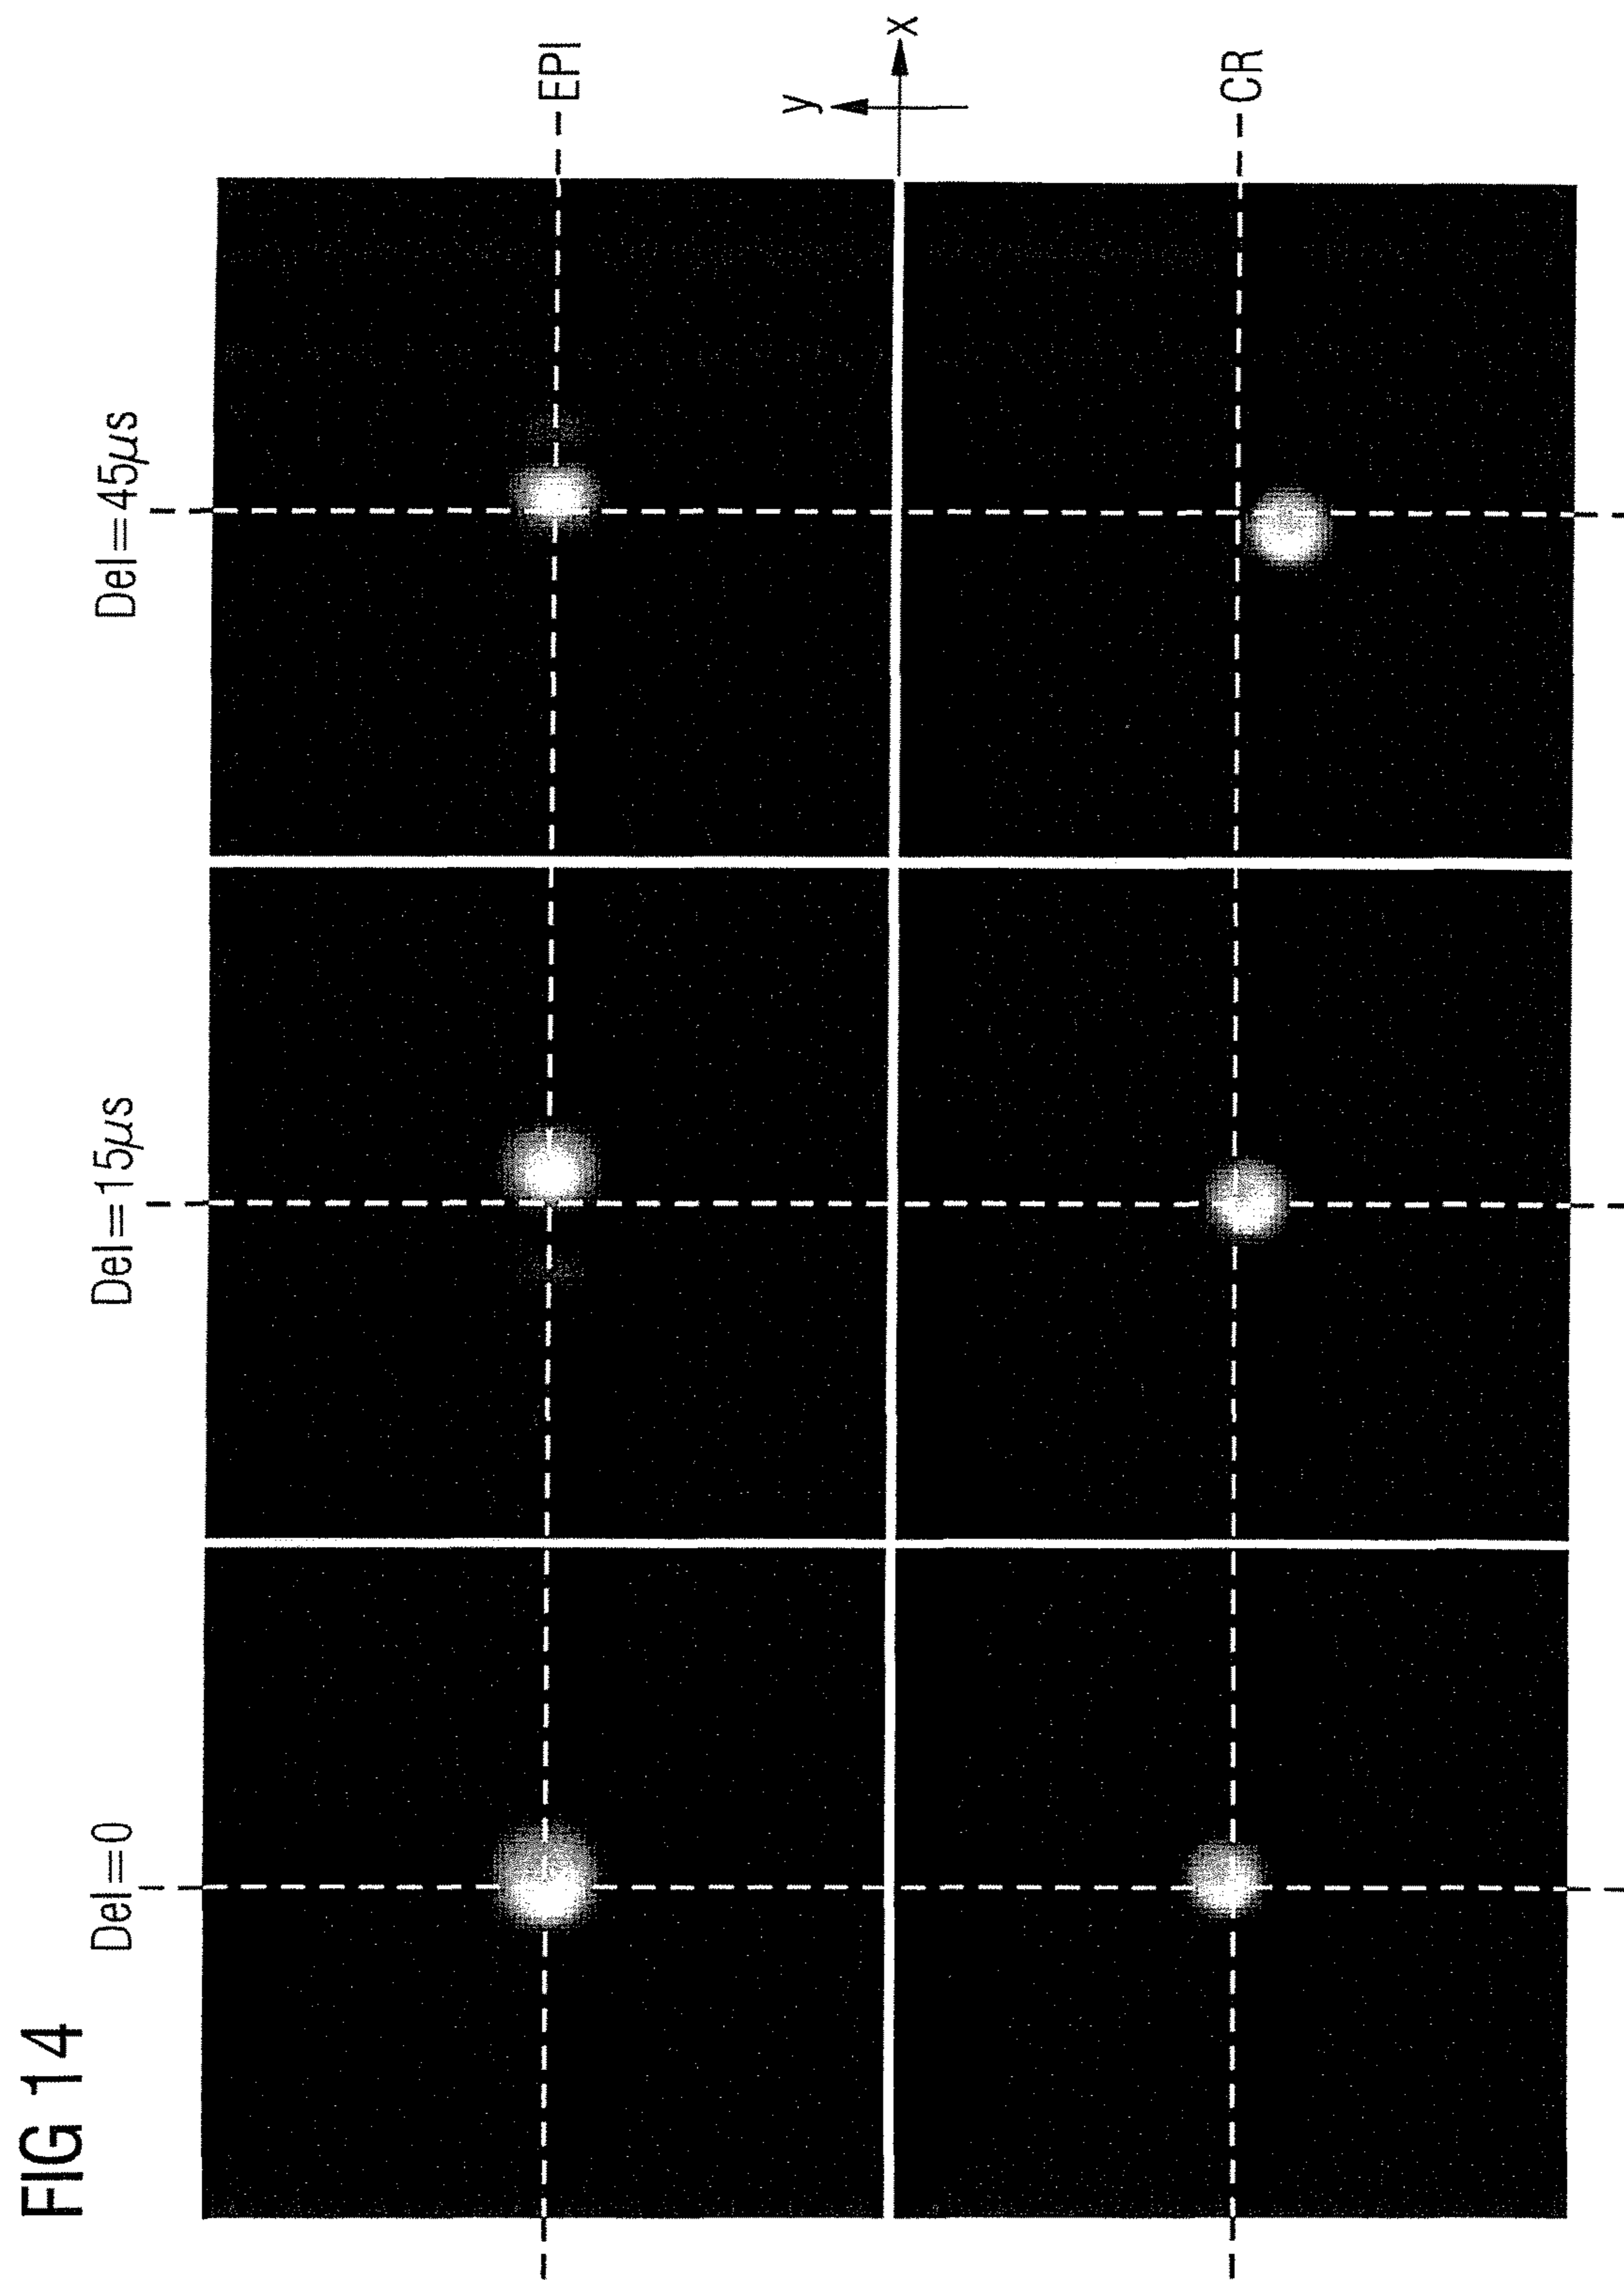 FIG 14
Del=0
Del=15μs
Del=45μs
EPI
y
x
CR